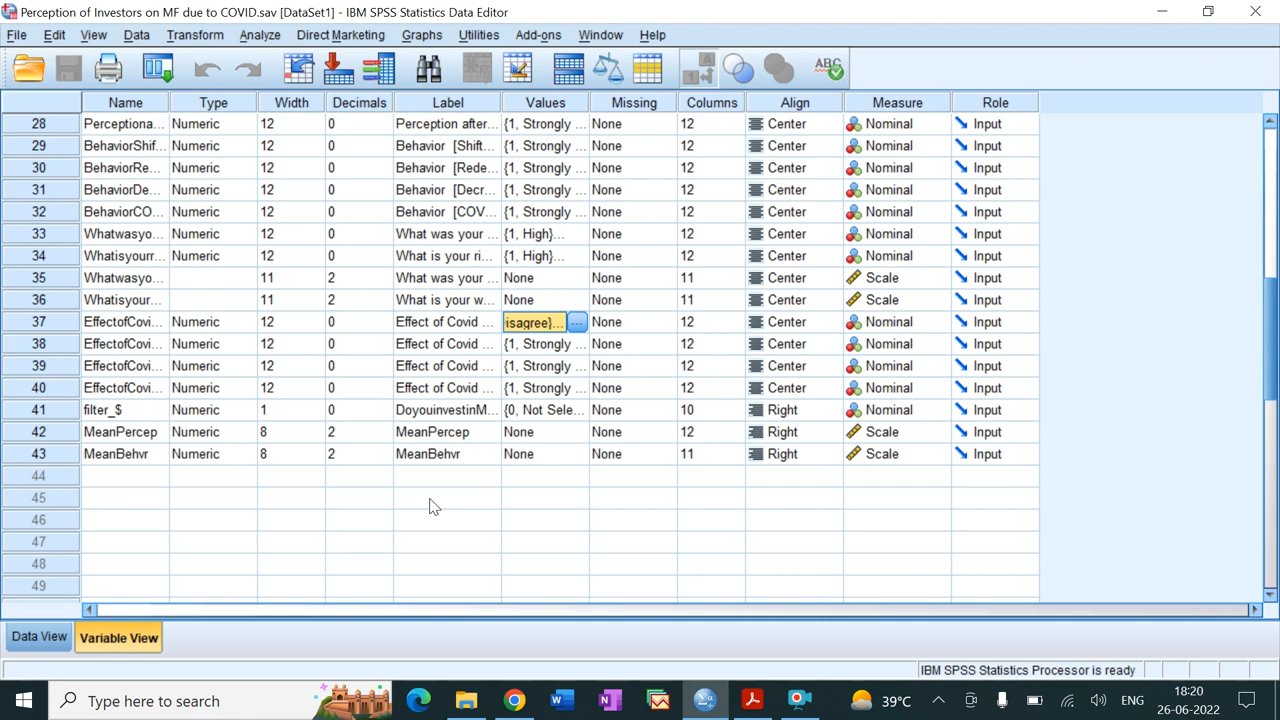 Perception of Investors on MF due to COVID.sav [DataSet1] - IBM SPSS Statistics Data Editor
File Edit View Data Transform Analyze Direct Marketing Graphs Utilities Add-ons Window Help
Name Type Width Decimals Label Values Missing Columns Align Measure Role
28 Perceptiona... Numeric 12 0 Perception after... {1, Strongly ... None 12 Center Nominal Input
29 BehaviorShif... Numeric 12 0 Behavior [Shift... {1, Strongly ... None 12 Center Nominal Input
30 BehaviorRe... Numeric 12 0 Behavior [Rede... {1, Strongly ... None 12 Center Nominal Input
31 BehaviorDe... Numeric 12 0 Behavior [Decr... {1, Strongly ... None 12 Center Nominal Input
32 BehaviorCO... Numeric 12 0 Behavior [COV... {1, Strongly ... None 12 Center Nominal Input
33 Whatwasyo... Numeric 12 0 What was your ... {1, High}... None 12 Center Nominal Input
34 Whatisyourr... Numeric 12 0 What is your ri... {1, High}... None 12 Center Nominal Input
35 Whatwasyo... 11 2 What was your ... None None 11 Center Scale Input
36 Whatisyour... 11 2 What is your w... None None 11 Center Scale Input
37 EffectofCovi... Numeric 12 0 Effect of Covid ... isagree}... ... None 12 Center Nominal Input
38 EffectofCovi... Numeric 12 0 Effect of Covid ... {1, Strongly ... None 12 Center Nominal Input
39 EffectofCovi... Numeric 12 0 Effect of Covid ... {1, Strongly ... None 12 Center Nominal Input
40 EffectofCovi... Numeric 12 0 Effect of Covid ... {1, Strongly ... None 12 Center Nominal Input
41 filter_$ Numeric 1 0 DoyouinvestinM... {0, Not Sele... None 10 Right Nominal Input
42 MeanPercep Numeric 8 2 MeanPercep None None 12 Right Scale Input
43 MeanBehvr Numeric 8 2 MeanBehvr None None 11 Right Scale Input
44
45
46
47
48
49
Data View Variable View
IBM SPSS Statistics Processor is ready
Type here to search 39°C ENG 18:20
26-06-2022